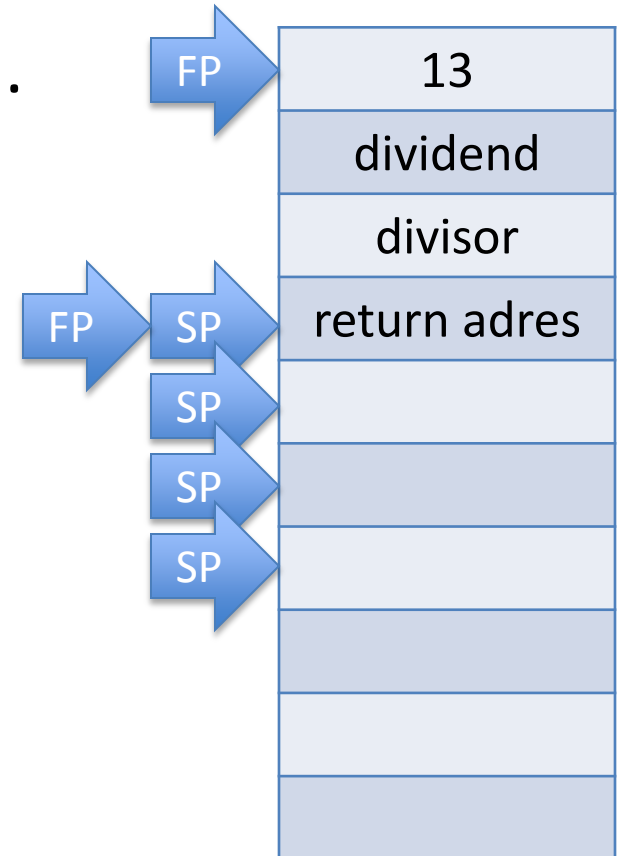 . FP 13
dividend
divisor
FP SP return adres
SP
SP
SP